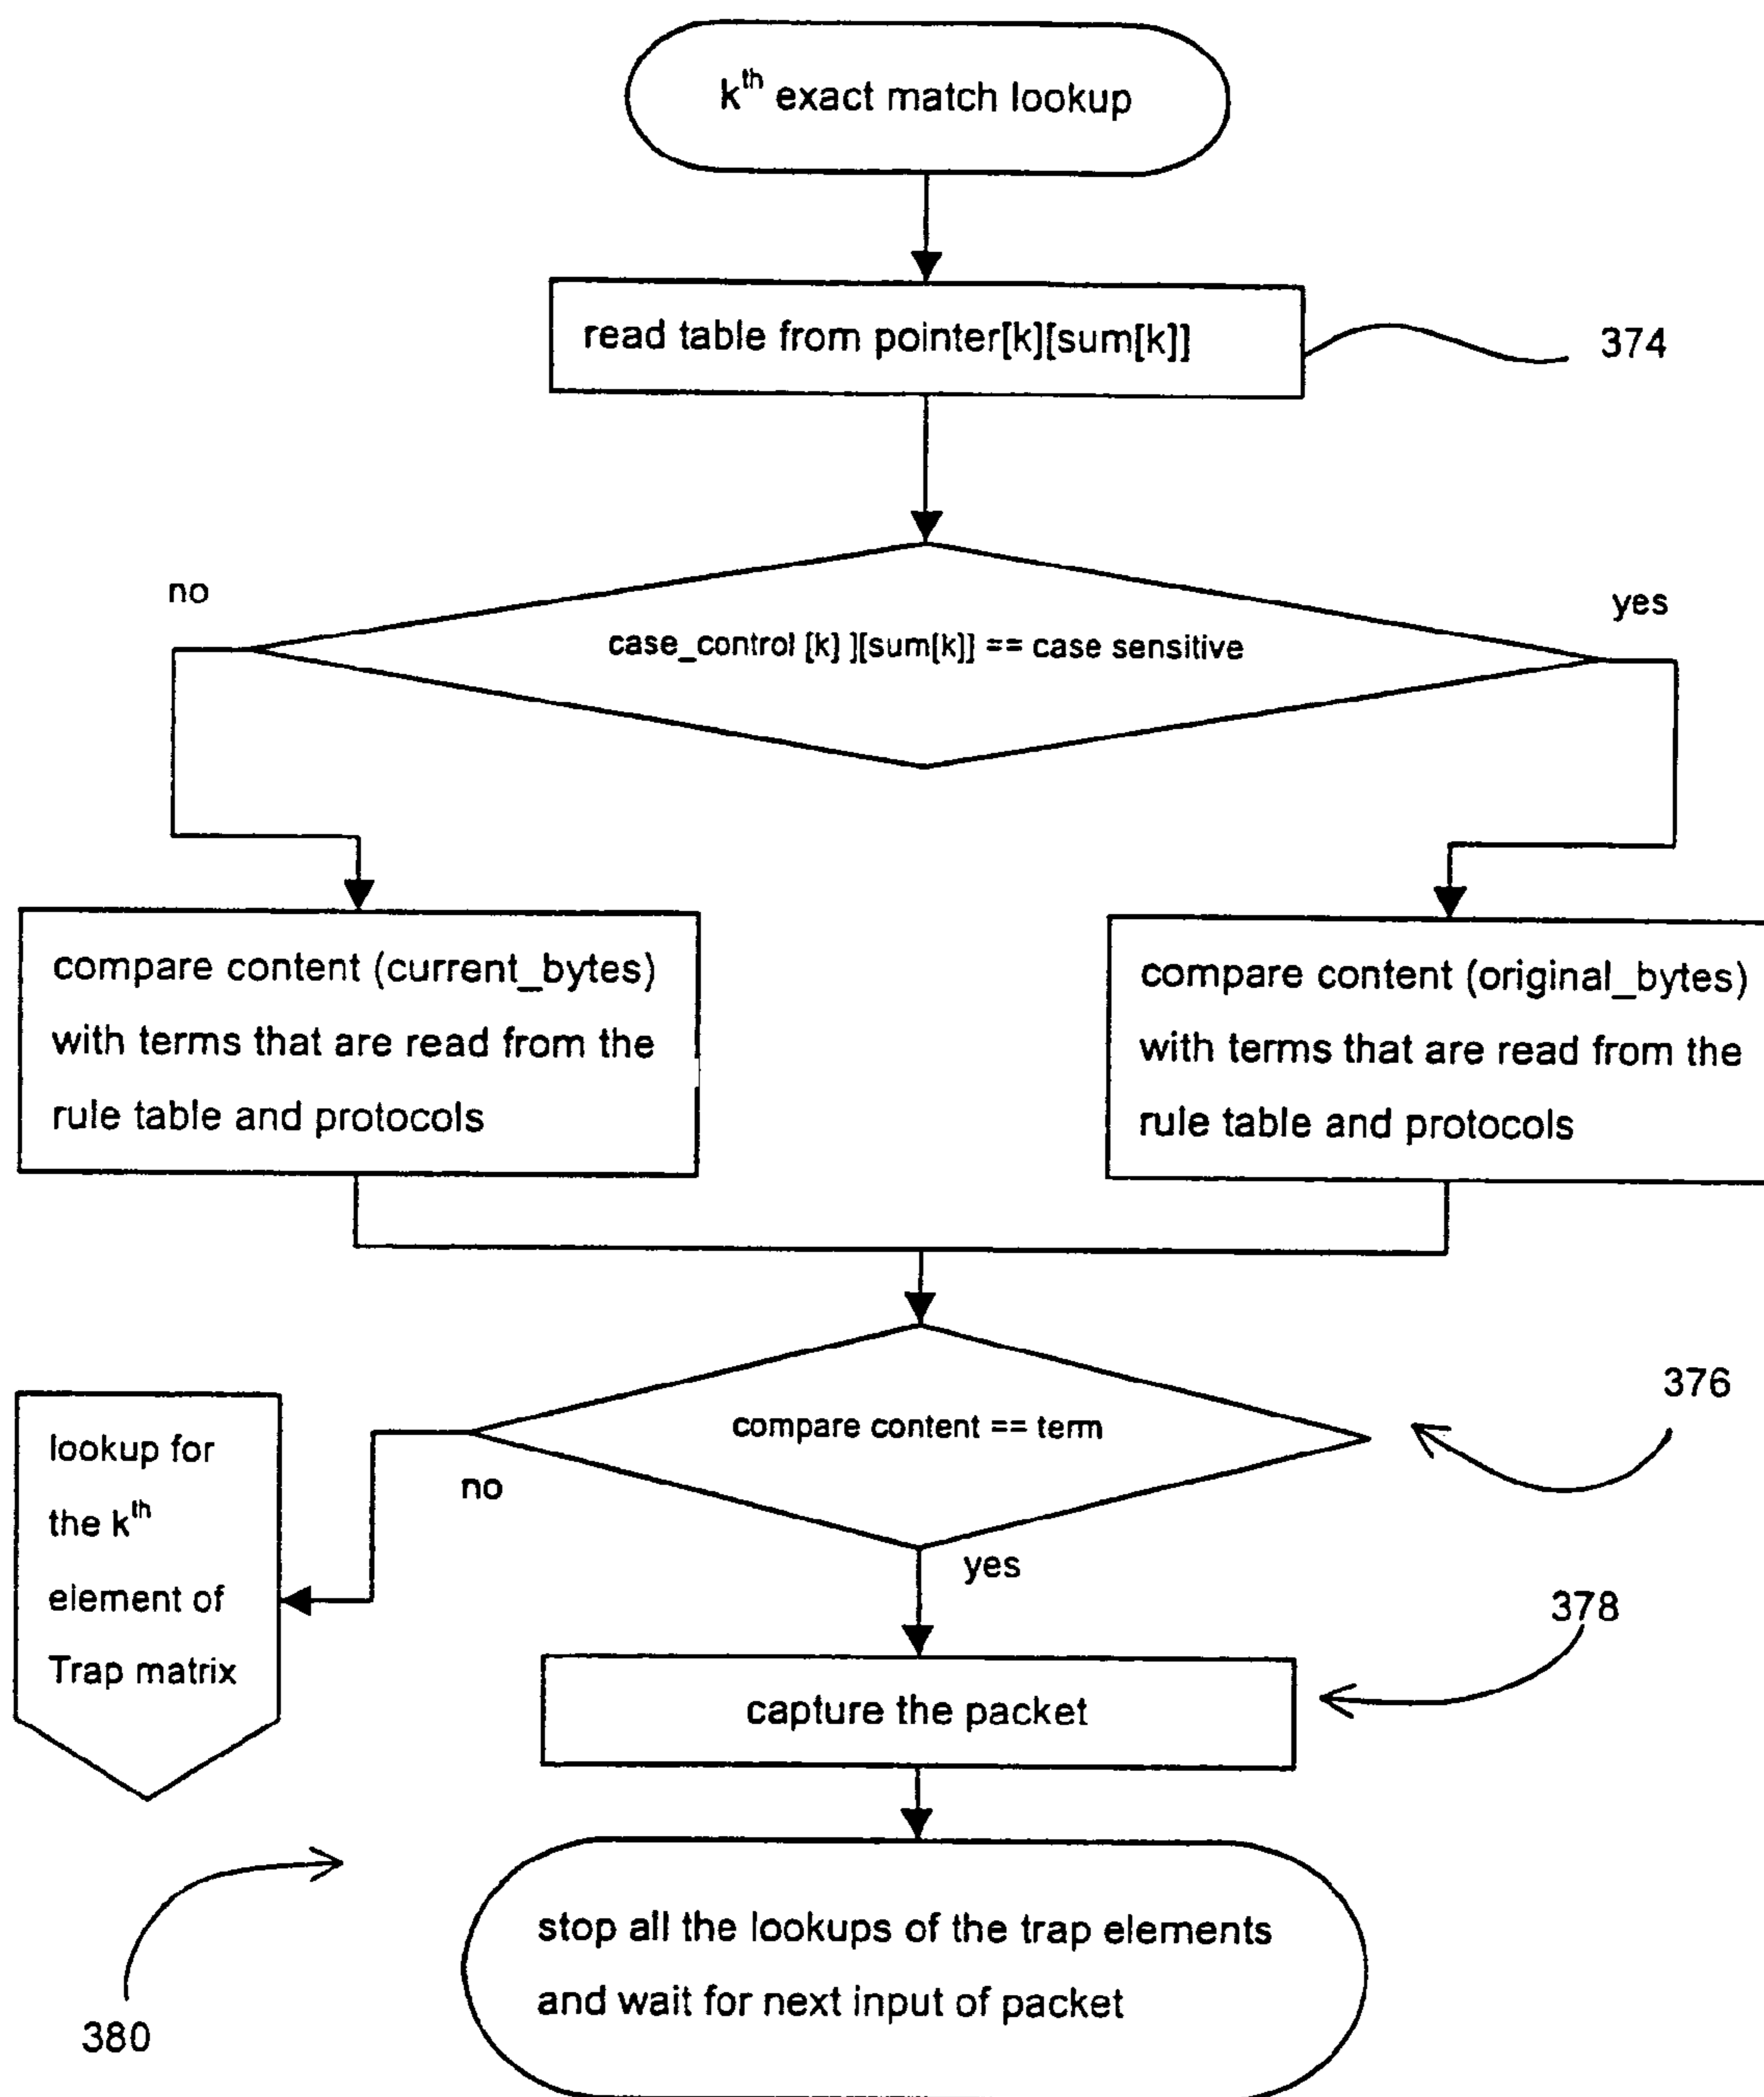 kth exact match lookup
read table from pointer[k][sum[k]]
374
no
yes
case_control [k] ][sum[k]] == case sensitive
compare content (current_bytes)
with terms that are read from the
rule table and protocols
compare content (original_bytes)
with terms that are read from the
rule table and protocols
376
compare content == term
no
yes
lookup for
the kth
element of
Trap matrix
378
capture the packet
stop all the lookups of the trap elements
and wait for next input of packet
380